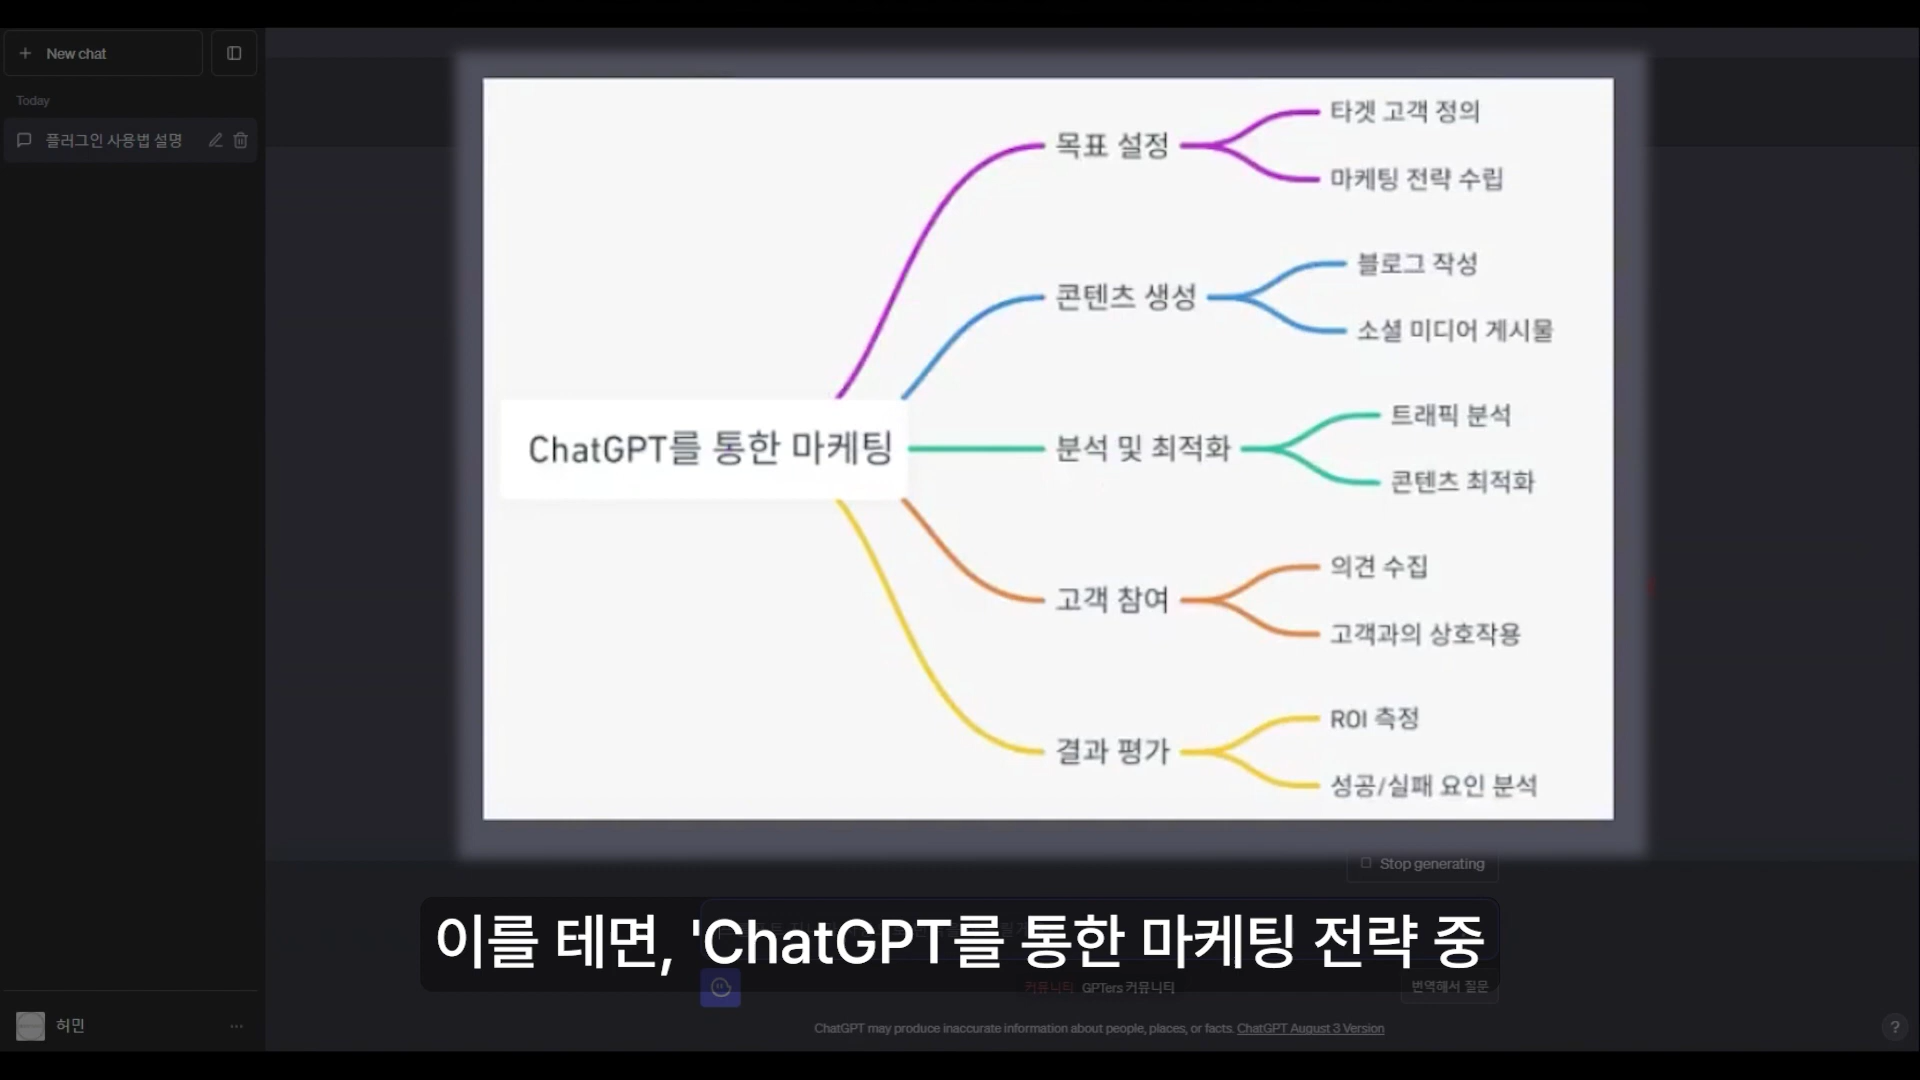 New chat
Today
플러그인 사용법 설명
타겟 고객 정의
목표 설정
마케팅 전략 수립
블로그 작성
콘텐츠 생성
소셜 미디어 게시물
트래픽 분석
ChatGPT를 통한 마케팅
분석 및 최적화
콘텐츠 최적화
의견 수집
고객 참여
고객과의 상호작용
ROI 측정
결과 평가
성공/실패 요인 분석
Stop generating
이를 테면, 'ChatGPT를 통한 마케팅 전략 중
커뮤니티 GPTers 커뮤니티
번역해서 질문
허민
ChatGPT may produce inaccurate information about people, places, or facts. ChatGPT August 3 Version
?